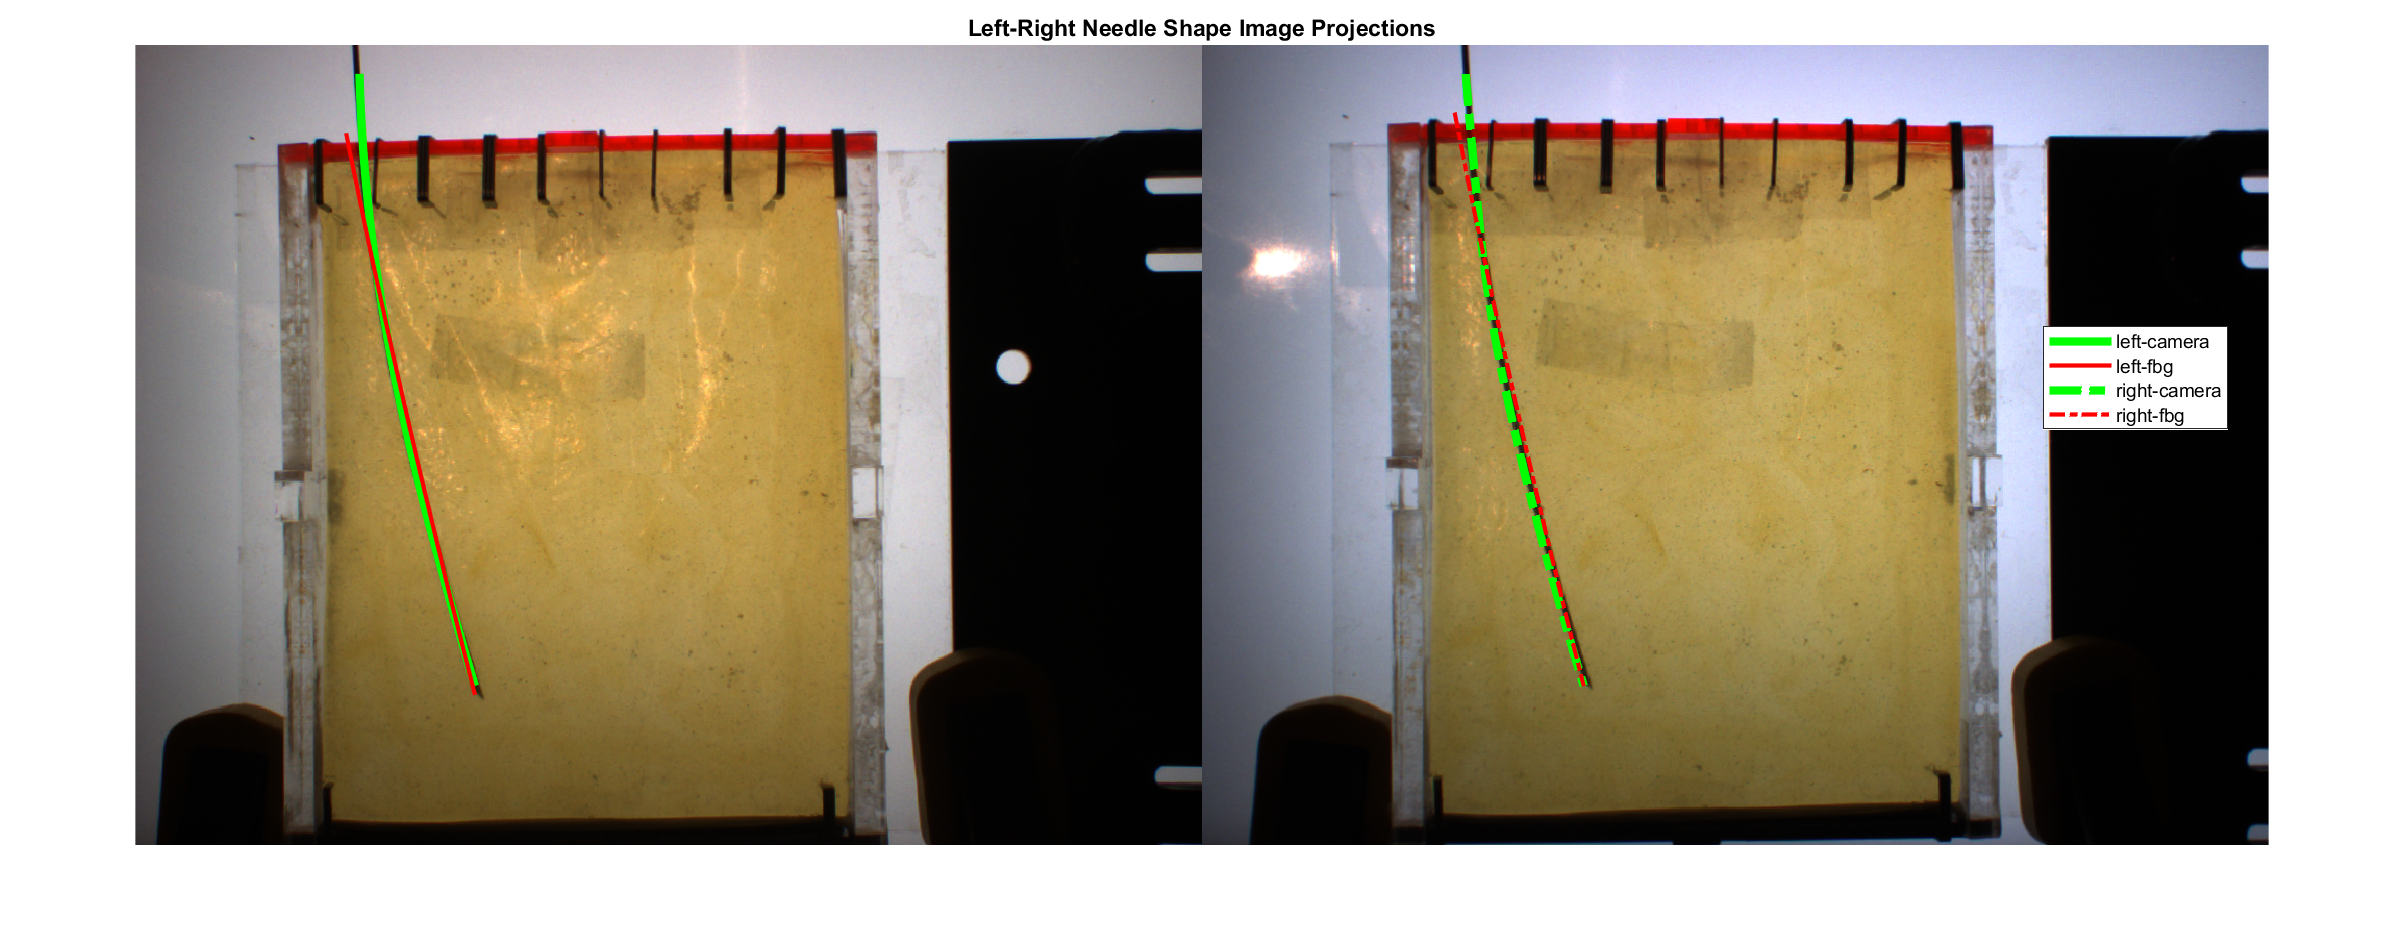 Left-Right Needle Shape Image Projections
left-camera
left-fbg
right-camera
right-fbg